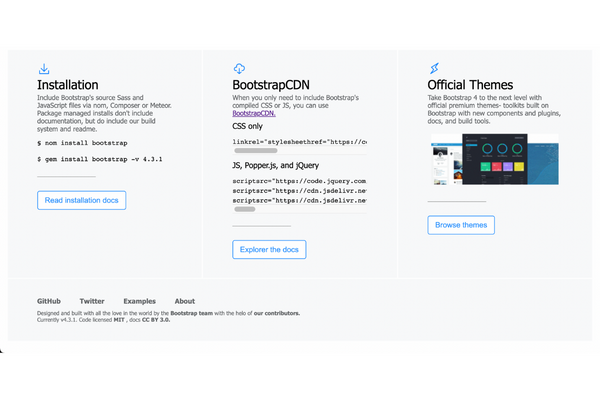 Installation
Include Bootstrap's source Sass and
JavaScript files via nom, Composer or Meteor.
Package managed installs don't include
documentation, but do include our build
system and readme.
$ nom install bootstrap
$ gem install bootstrap -v 4.3.1
Read installation docs
BootstrapCDN
When you only need to include Bootstrap's
compiled CSS or JS, you can use
BootstrapCDN.
CSS only
linkrel="stylesheethref="https://co
JS, Popper.js, and jQuery
scriptsrc="https://code.jquery.com
scriptsrc="https://cdn.jsdelivr.ne
scriptsrc="https://cdn.jsdelivr.ne
Explorer the docs
Official Themes
Take Bootstrap 4 to the next level with
official premium themes- toolkits built on
Bootstrap with new components and plugins,
docs, and build tools.
Browse themes
GitHub Twitter Examples About
Designed and built with all the love in the world by the Bootstrap team with the helo of our contributors.
Currently v4.3.1. Code licensed MIT , docs CC BY 3.0.